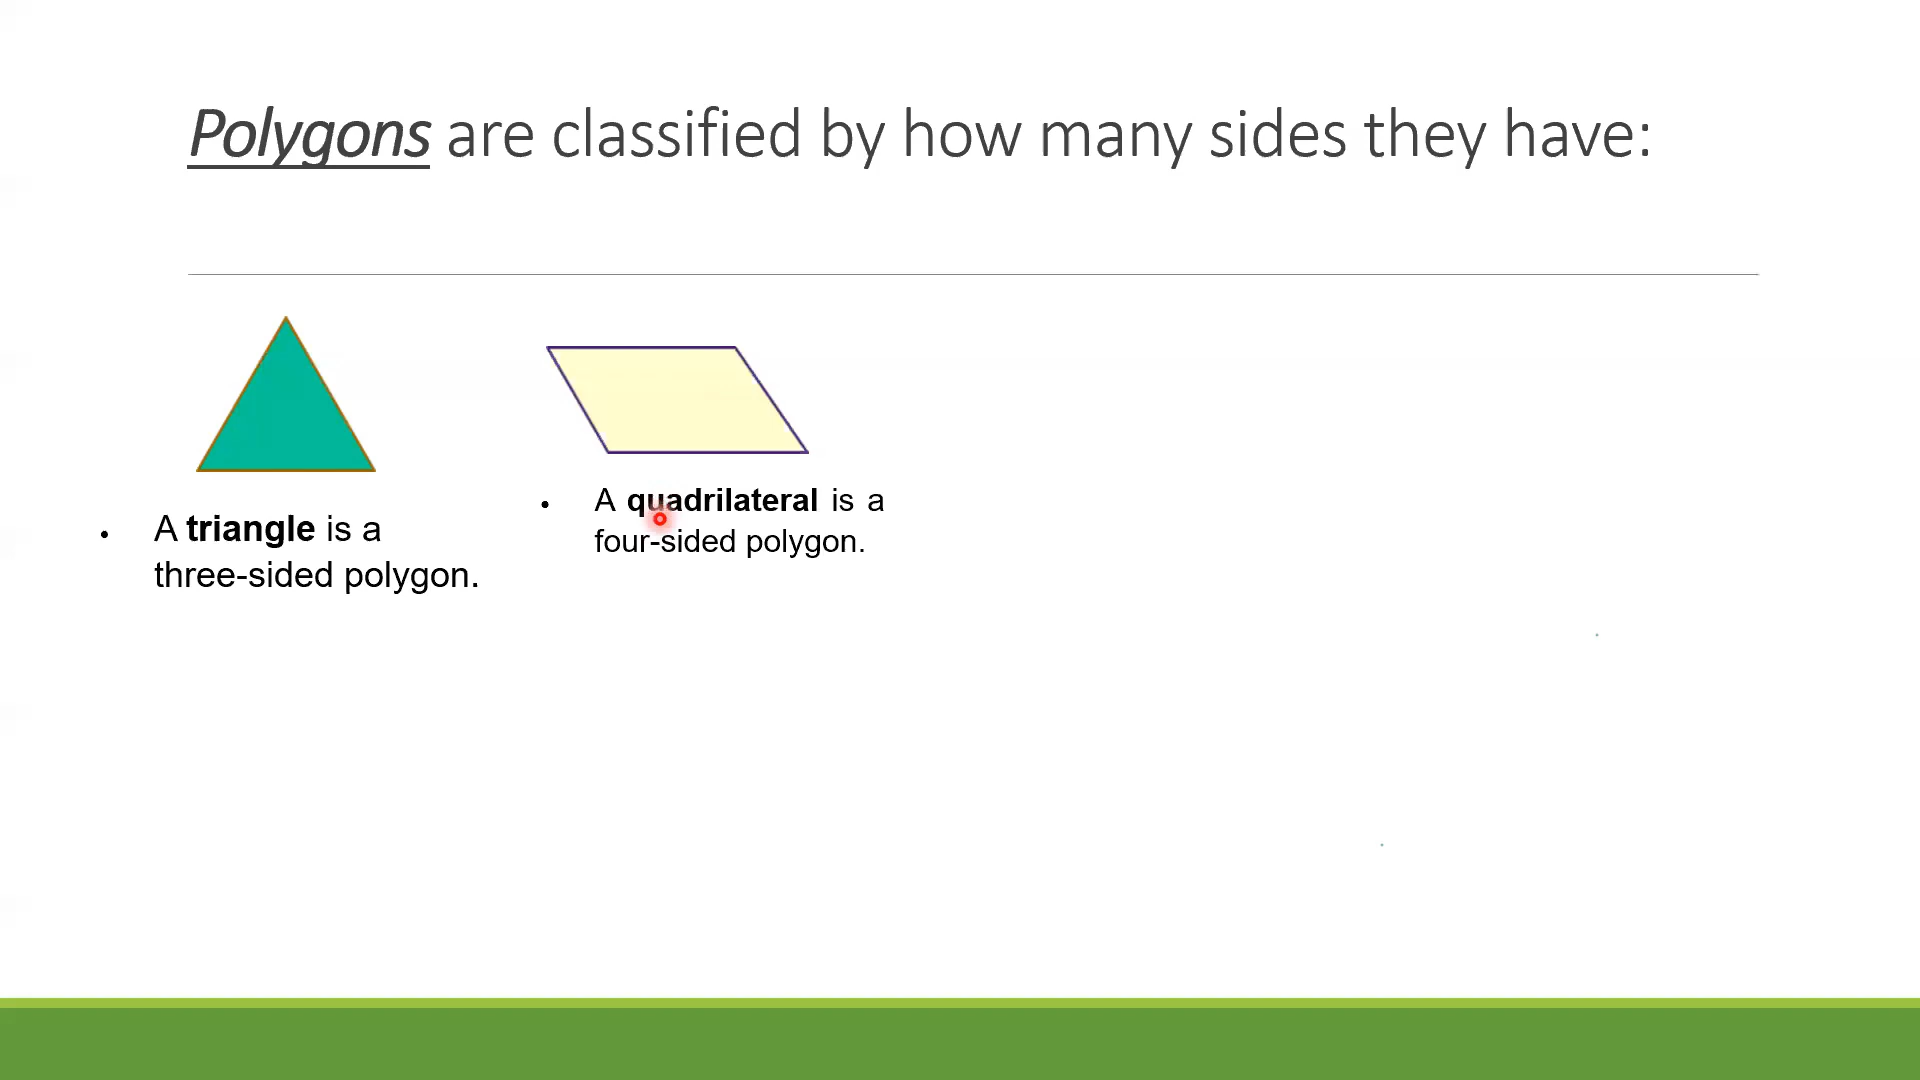 Polygons are classified by how many sides they have:
• A triangle is a
three-sided polygon.
• A quadrilateral is a
four-sided polygon.